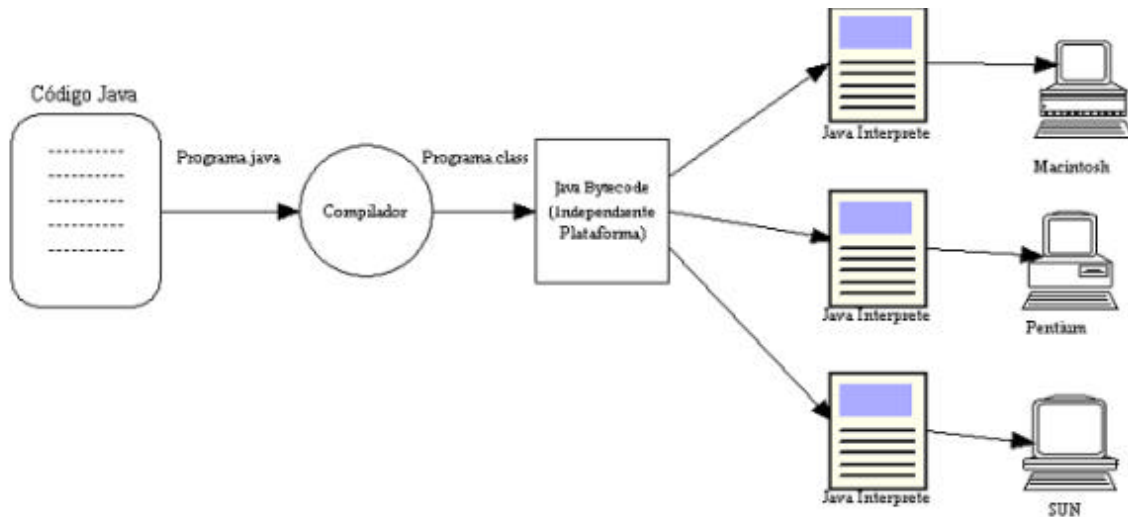 Código Java
Programa.java
Compilador
Programa.class
Java Bytecode
(Independiente
Plataforma)
Java Interprete
Macintosh
Java Interprete
Pentium
Java Interprete
SUN